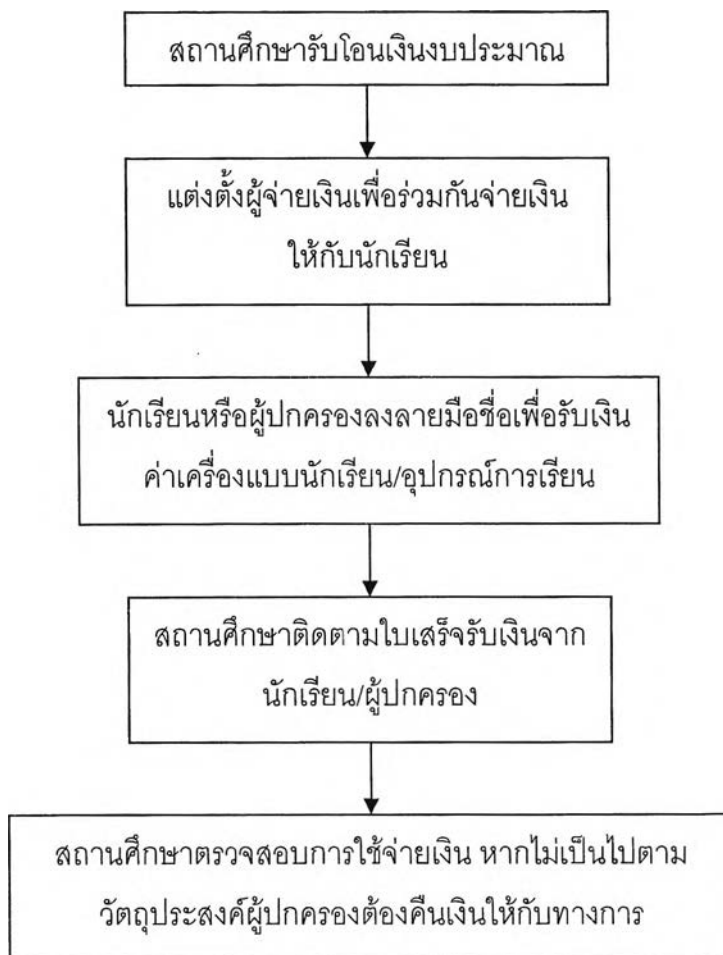 สถานศึกษารับโอนเงินงบประมาณ
แต่งตั้งผู้จ่ายเงินเพื่อร่วมกันจ่ายเงิน
ให้กับนักเรียน
นักเรียนหรือผู้ปกครองลงลายมือชื่อเพื่อรับเงิน
ค่าเครื่องแบบนักเรียน/อุปกรณ์การเรียน
สถานศึกษาติดตามใบเสร็จรับเงินจาก
นักเรียน/ผู้ปกครอง
สถานศึกษาตรวจสอบการใช้จ่ายเงิน หากไม่เป็นไปตาม
วัตถุประสงค์ผู้ปกครองต้องคืนเงินให้กับทางการ